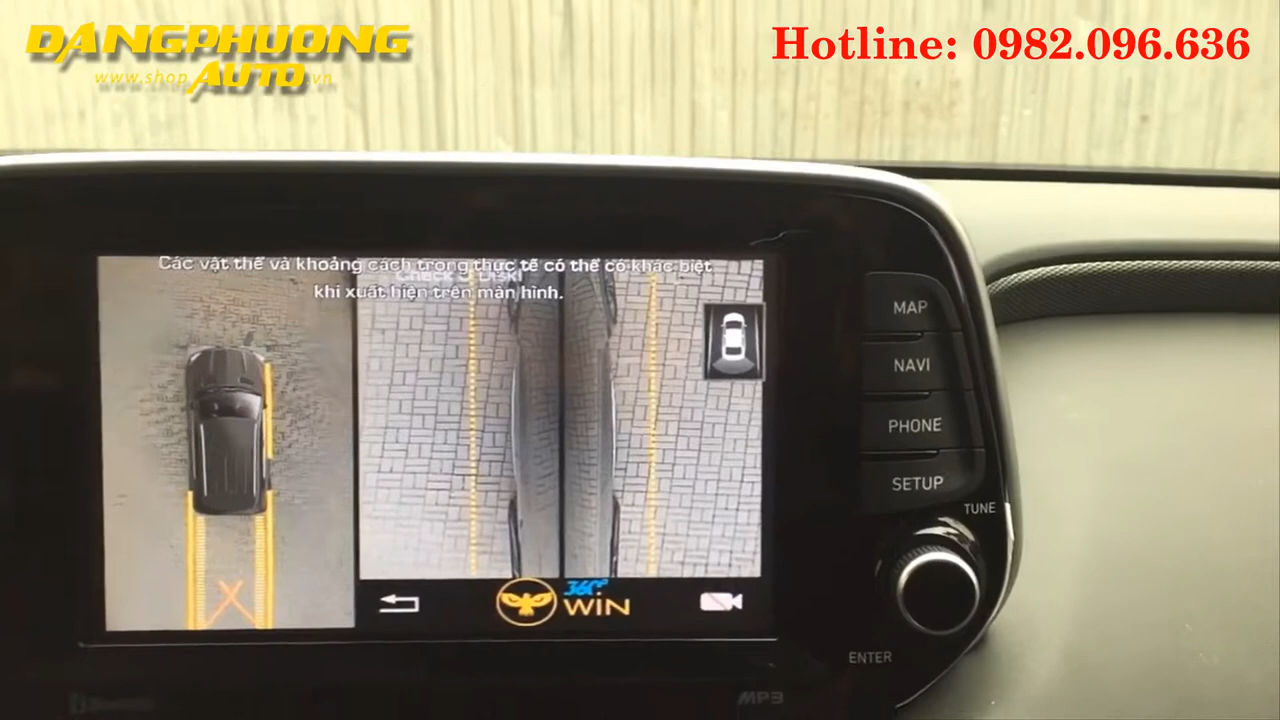 DANGPHUONG
AUTO
www.shop .vn
Hotline: 0982.096.636
Các vật thể và khoảng cách trong thực tế có thể có khác biệt
khi xuất hiện trên màn hình.
MAP
NAVI
PHONE
SETUP
TUNE
360°
WIN
ENTER
MP3